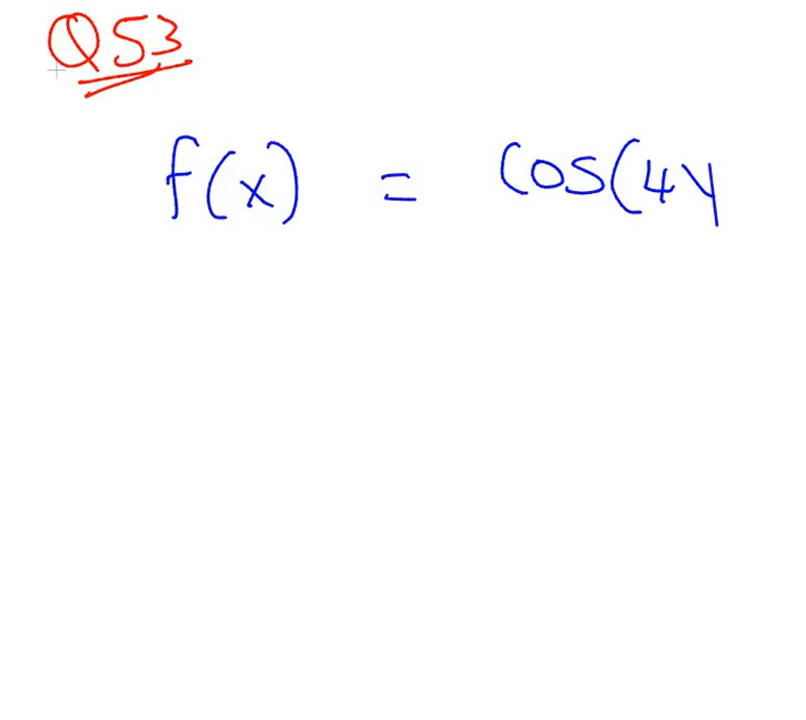 Q53
f(x) = cos(4y